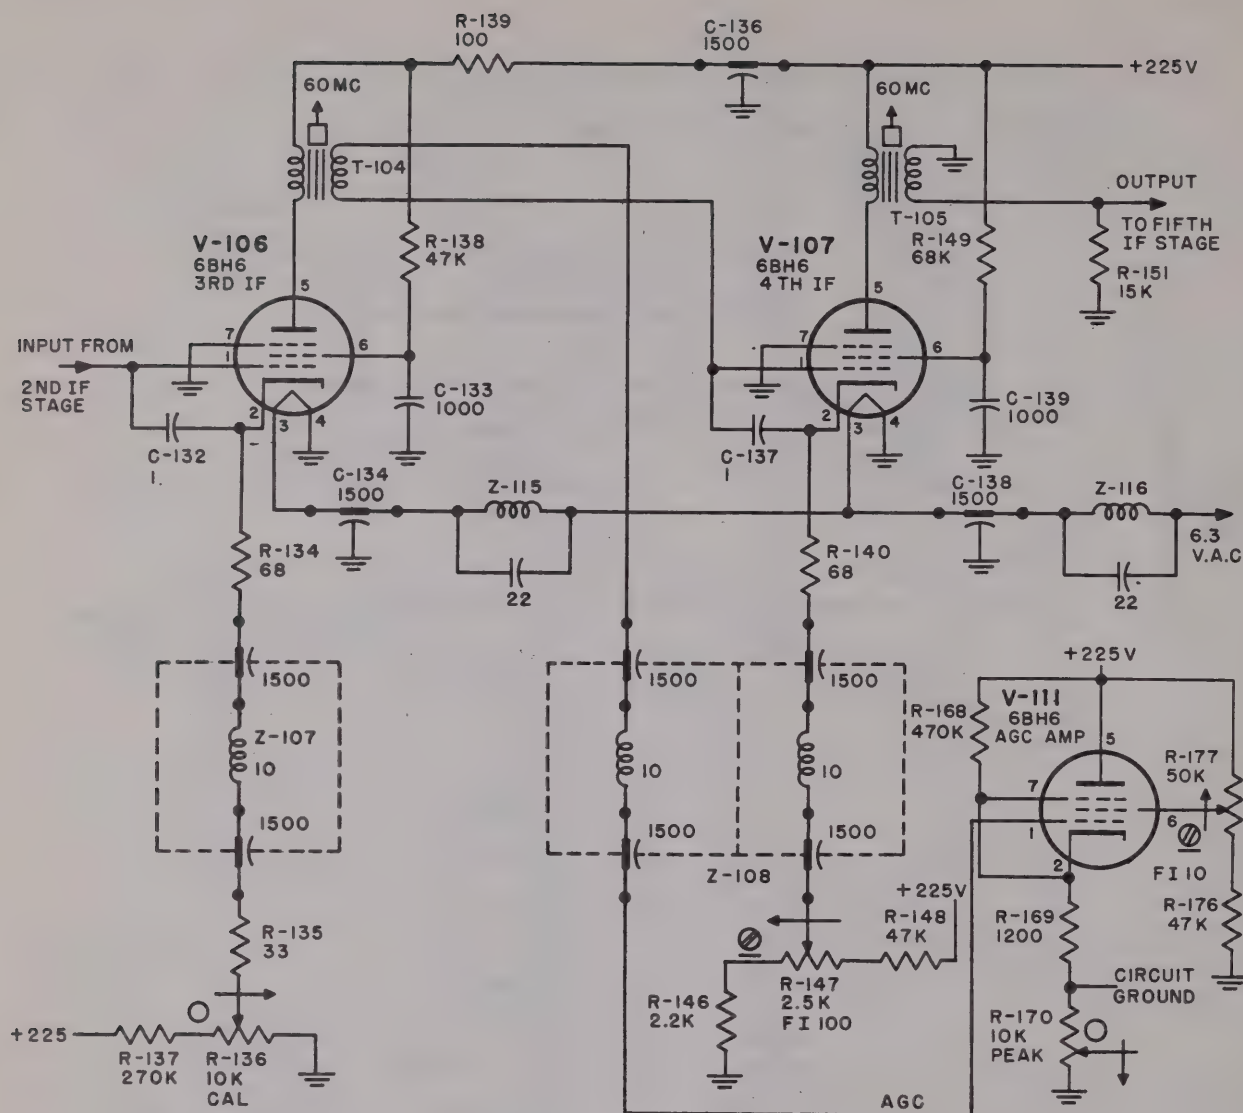 R-139
100
C-136
1500
+225V
60MC
60MC
T-104
OUTPUT
TO FIFTH
IF STAGE
T-105
V-106
6BH6
3RD IF
R-138
47K
V-107
6BH6
4TH IF
R-149
68K
R-151
15K
5
5
INPUT FROM
2ND IF
STAGE
7
1
6
7
1
6
C-133
1000
C-139
1000
2
3
4
2
3
4
C-132
1
C-137
1
C-134
1500
Z-115
C-138
1500
Z-116
6.3
V.A.C
R-134
68
R-140
68
22
22
+225V
1500
1500
1500
R-168
470K
V-111
6BH6
AGC AMP
5
R-177
50K
Z-107
10
10
10
7
1
6
1500
1500
1500
2
FI 10
Z-108
+225V
R-135
33
R-148
47K
R-169
1200
R-176
47K
CIRCUIT
GROUND
R-146
2.2K
R-147
2.5K
FI 100
R-170
10K
PEAK
+225
R-137
270K
R-136
10K
CAL
AGC